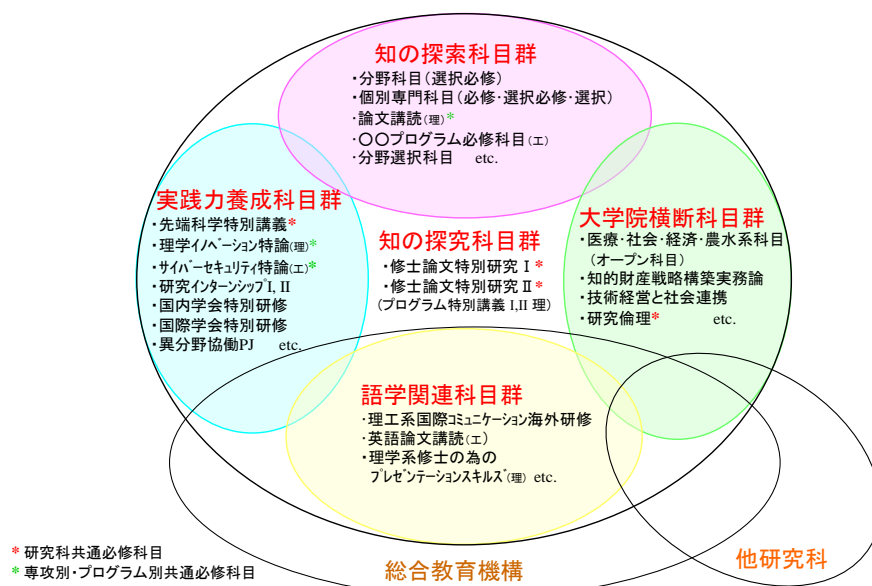 知の探索科目群
・分野科目(選択必修)
・個別専門科目(必修・選択必修・選択)
・論文講読(理)*
・〇〇プログラム必修科目(エ)
・分野選択科目 etc.
実践力養成科目群
・先端科学特別講義*
・理学イノベーション特論(理)*
・サイバーセキュリティ特論(エ)*
・研究インターンシップⅠ, II
・国内学会特別研修
・国際学会特別研修
・異分野協働PJ etc.
知の探究科目群
・修士論文特別研究Ⅰ*
・修士論文特別研究Ⅱ*
(プログラム特別講義 I,II 理)
大学院横断科目群
・医療・社会・経済・農水系科目
(オープン科目)
・知的財産戦略構築実務論
・技術経営と社会連携
・研究倫理* etc.
語学関連科目群
・理工系国際コミュニケーション海外研修
・英語論文講読(エ)
・理学系修士の為の
プレゼンテーションスキルズ(理) etc.
* 研究科共通必修科目
* 専攻別・プログラム別共通必修科目
総合教育機構
他研究科